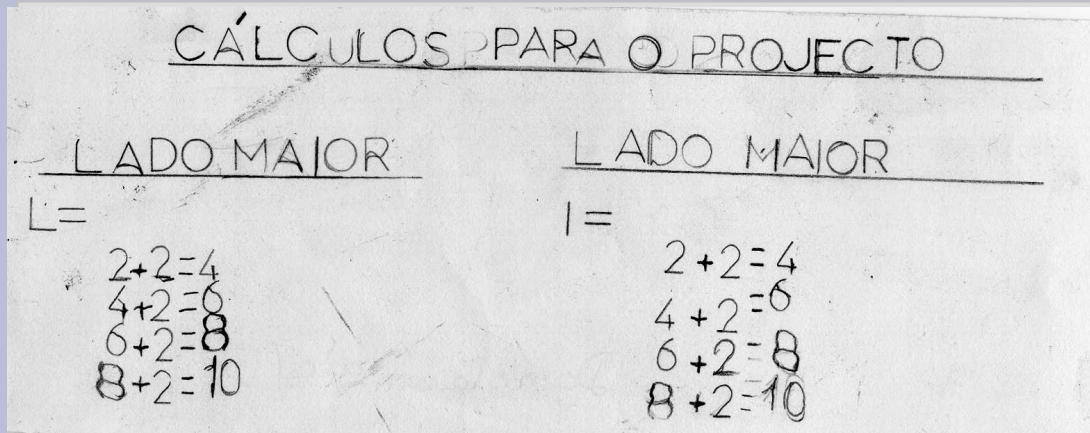 CÁLCULOS PARA O PROJECTO
LADO MAIOR
L=
2+2=4
4+2=6
6+2=8
8+2=10
LADO MAIOR
l=
2+2=4
4+2=6
6+2=8
8+2=10